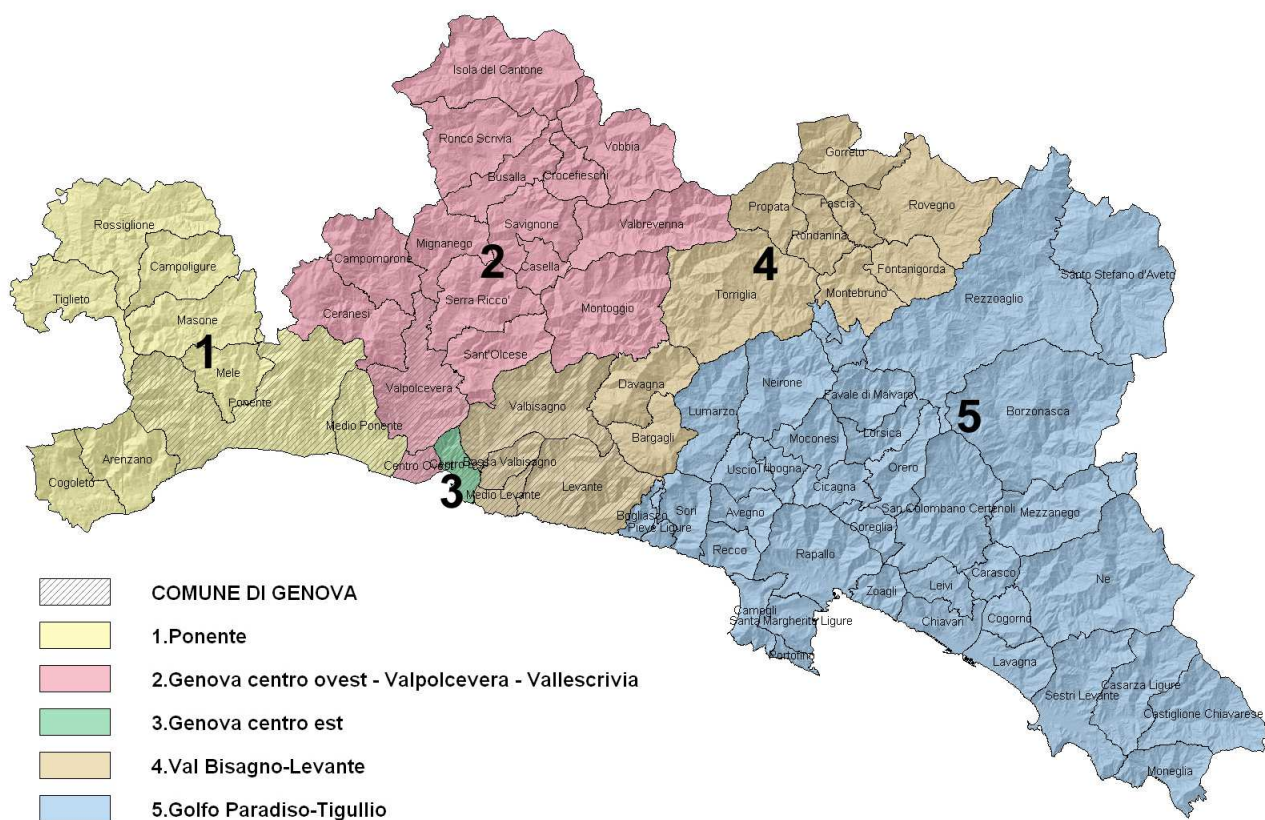 Isola del Cantone
Ronco Scrivia
Vobbia
Gorreto
Busalla
Crocefieschi
Rossiglione
Savignone
Valbrevenna
Propata
Fascia
Rovegno
Mignanego
Rondanina
Campomorone
2
Casella
4
Fontanigorda
Campoligure
Santo Stefano d'Aveto
Tiglieto
Serra Ricco'
Torriglia
Montebruno
Rezzoaglio
Ceranesi
Montoggio
Masone
1
Mele
Sant'Olcese
Ponente
Valpolcevera
Davagna
Neirone
Favale di Malvaro
Valbisagno
Lumarzo
5
Borzonasca
Medio Ponente
Bargagli
Moconesi
Lorsica
Arenzano
Centro Ovest
Bassa Valbisagno
Uscio
Tribogna
Orero
Cogoleto
3
Medio Levante
Levante
Cicagna
Bogliasco
Sori
Avegno
San Colombano Certenoli
Mezzanego
Pieve Ligure
Coreglia
Recco
Rapallo
Carasco
Ne
Zoagli
Leivi
Camogli
Santa Margherita Ligure
Chiavari
Cogorno
Portofino
Lavagna
Sestri Levante
Casarza Ligure
Castiglione Chiavarese
Moneglia
COMUNE DI GENOVA
1.Ponente
2.Genova centro ovest - Valpolcevera - Vallescrivia
3.Genova centro est
4.Val Bisagno-Levante
5.Golfo Paradiso-Tigullio